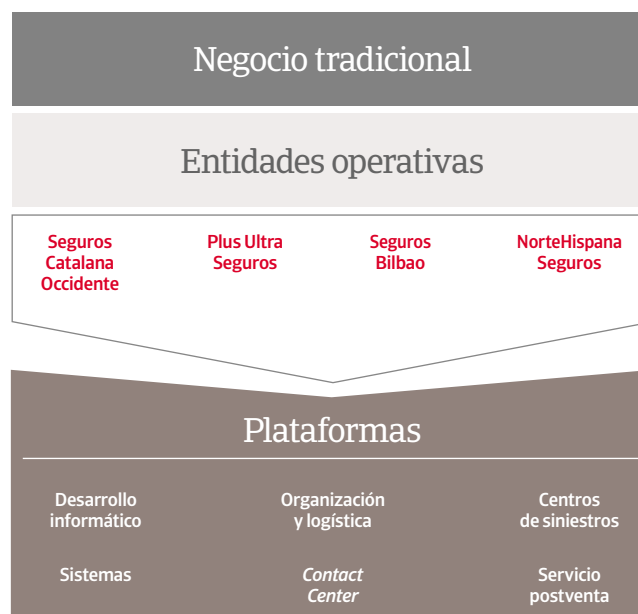 Negocio tradicional
Entidades operativas
Seguros
Catalana
Occidente
Plus Ultra
Seguros
Seguros
Bilbao
NorteHispana
Seguros
Plataformas
Desarrollo
informático
Organización
y logística
Centros
de siniestros
Sistemas
Contact
Center
Servicio
postventa